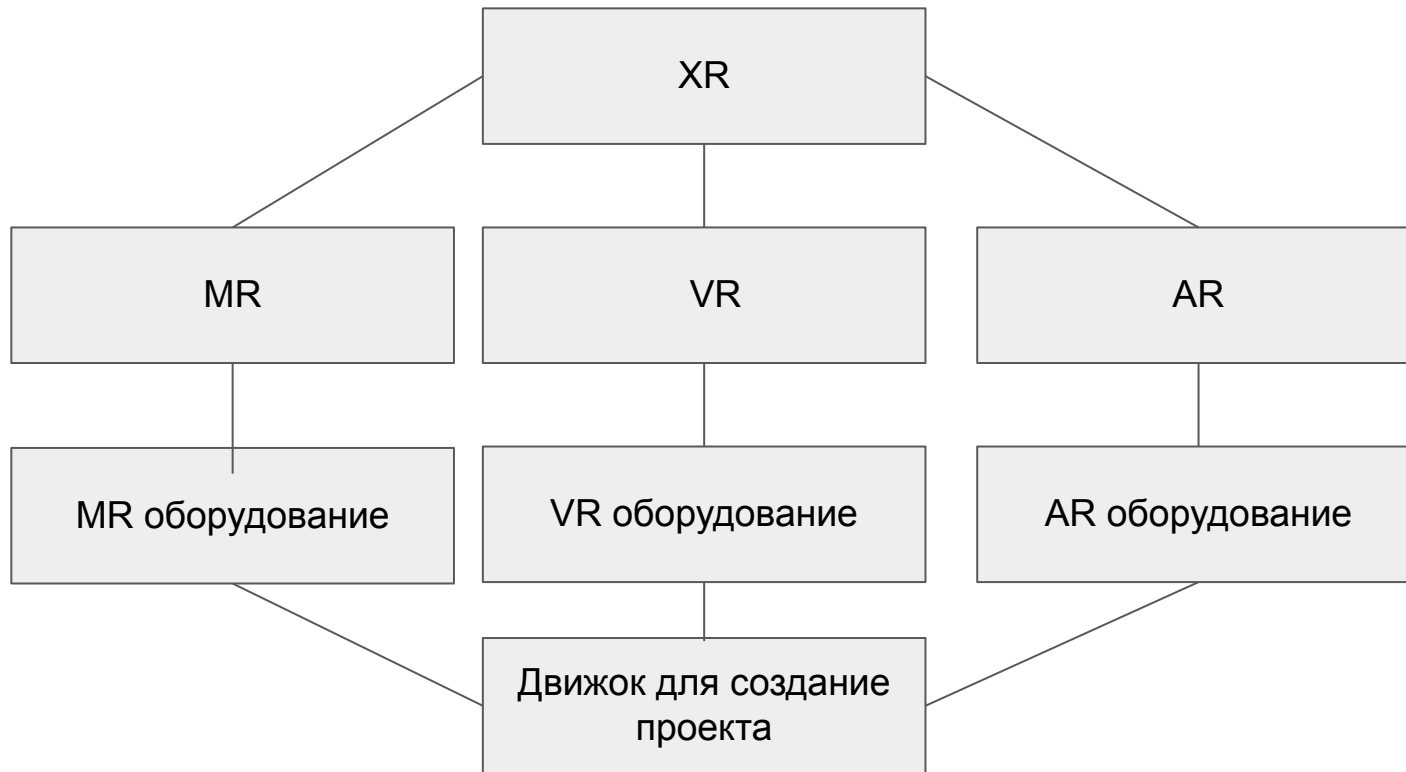 XR
MR
VR
AR
MR оборудование
VR оборудование
AR оборудование
Движок для создание
проекта